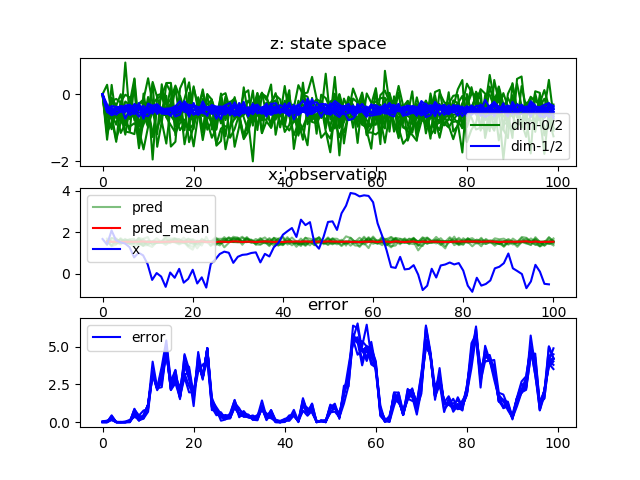 z: state space
0
−2
dim-0/2
dim-1/2
0 20 40 60 80 100
x: observation
4
2
0
pred
pred_mean
x
0 20 40 60 80 100
error
5.0
2.5
0.0
error
0 20 40 60 80 100